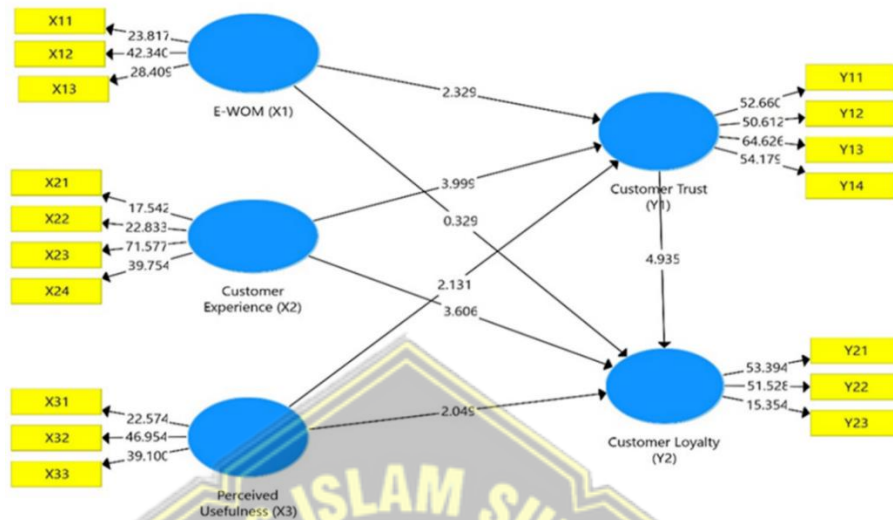 X11
X12
X13
23.817
42.340
28.409
E-WOM (X1)
2.329
X21
X22
X23
X24
17.542
22.833
71.577
39.754
Customer
Experience (X2)
3.999
0.329
2.131
3.606
X31
X32
X33
22.574
46.954
39.100
Perceived
Usefulness (X3)
2.049
Customer Trust
(Y1)
52.660
50.612
64.626
54.179
Y11
Y12
Y13
Y14
4.935
Customer Loyalty
(Y2)
53.394
51.528
15.354
Y21
Y22
Y23
ISLAM